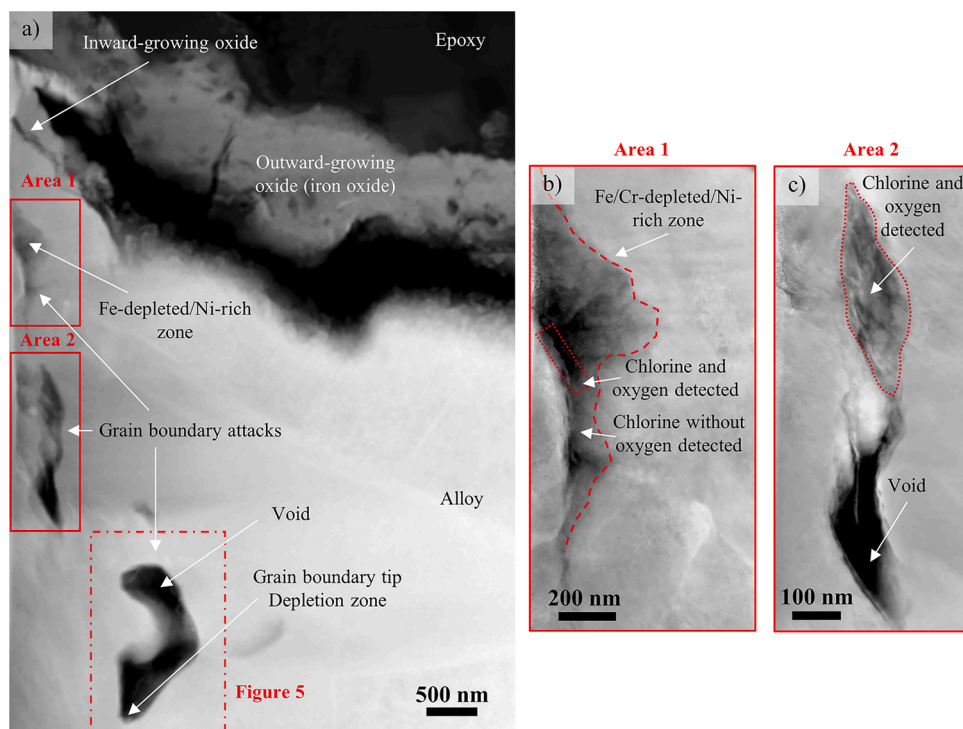 a)
Epoxy
Inward-growing oxide
Outward-growing
oxide (iron oxide)
Area 1
Fe-depleted/Ni-rich
zone
Area 2
Grain boundary attacks
Alloy
Void
Grain boundary tip
Depletion zone
Figure 5
500 nm
Area 1
b)
Fe/Cr-depleted/Ni-
rich zone
Chlorine and
oxygen detected
Chlorine without
oxygen detected
200 nm
Area 2
c)
Chlorine and
oxygen
detected
Void
100 nm